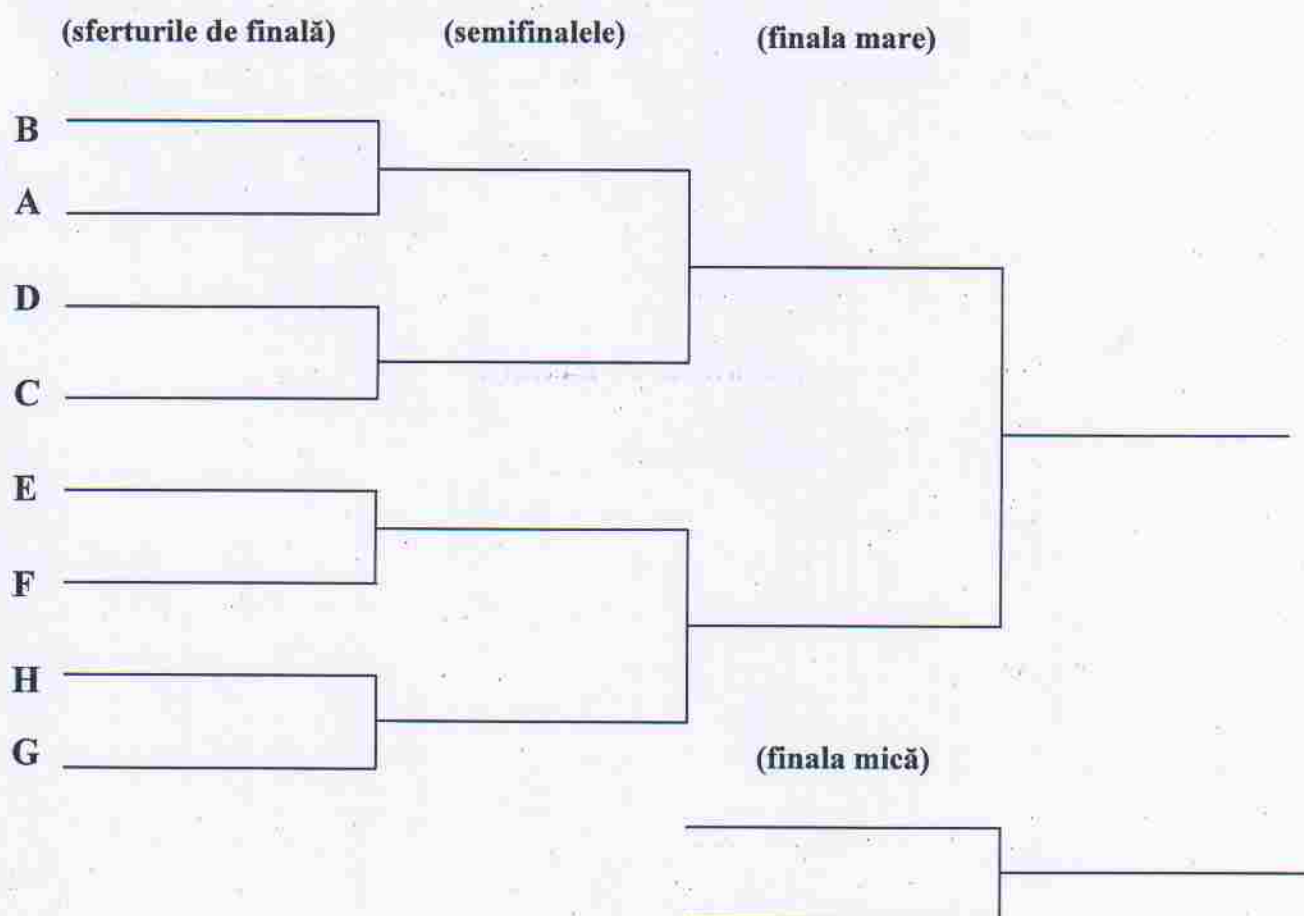 (sferturile de finală) (semifinalele) (finala mare)
B
A
D
C
E
F
H
G
(finala mică)